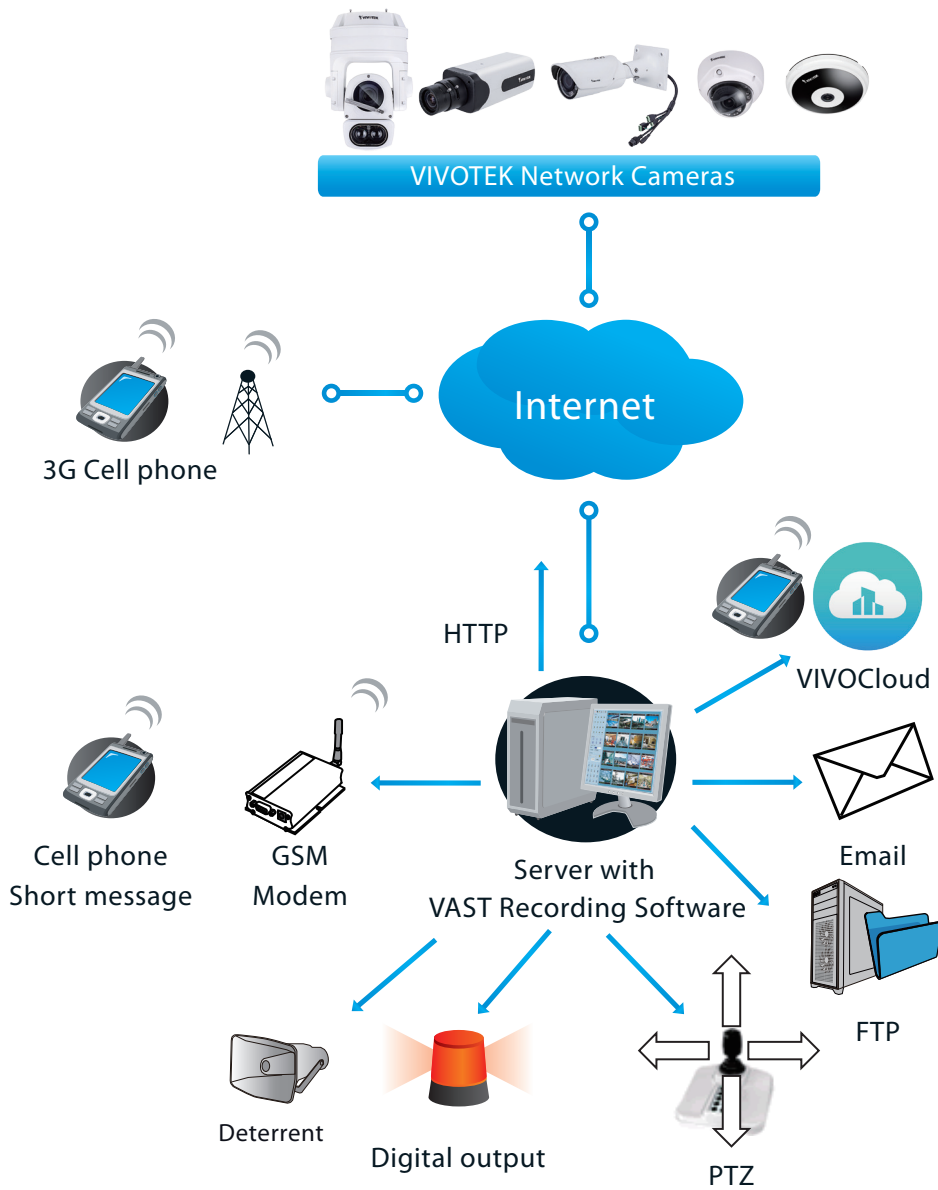 VIVOTEK Network Cameras
Internet
3G Cell phone
HTTP
VIVOCloud
Cell phone
Short message
GSM
Modem
Server with
VAST Recording Software
Email
FTP
Deterrent
Digital output
PTZ